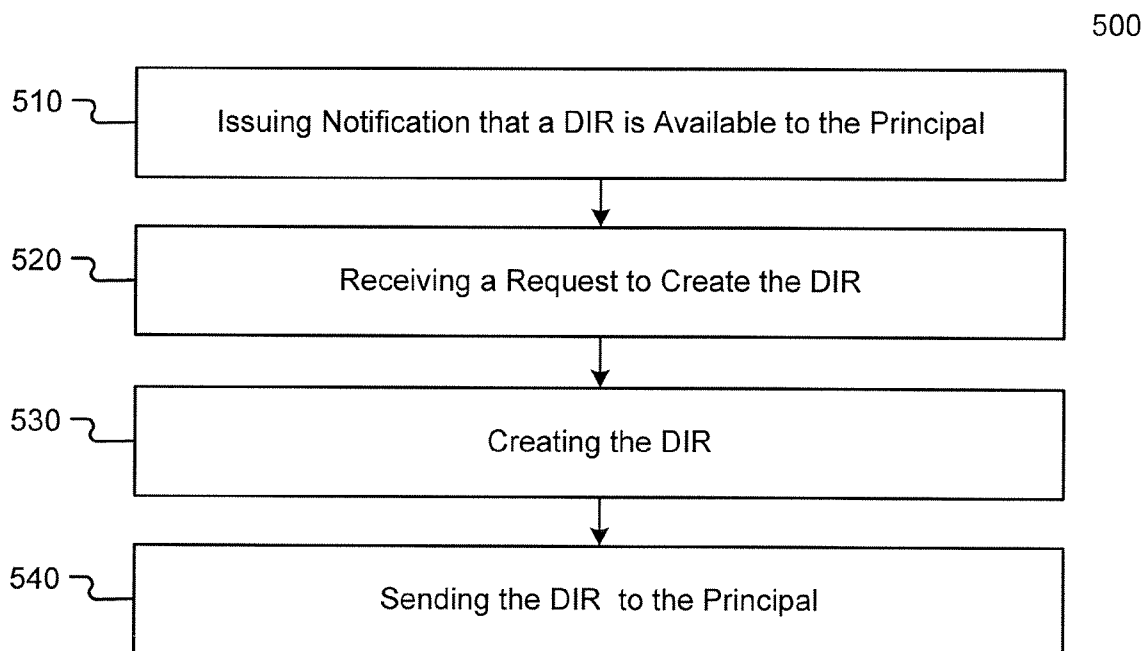 500
510
Issuing Notification that a DIR is Available to the Principal
520
Receiving a Request to Create the DIR
530
Creating the DIR
540
Sending the DIR to the Principal